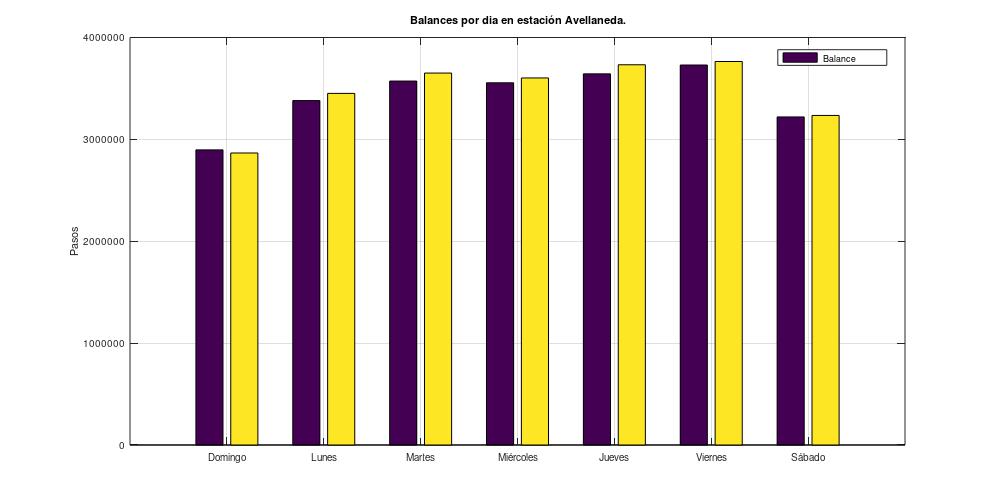 Balances por dia en estación Avellaneda.
4000000
3000000
2000000
1000000
0
Pasos
Balance
Domingo Lunes Martes Miércoles Jueves Viernes Sábado